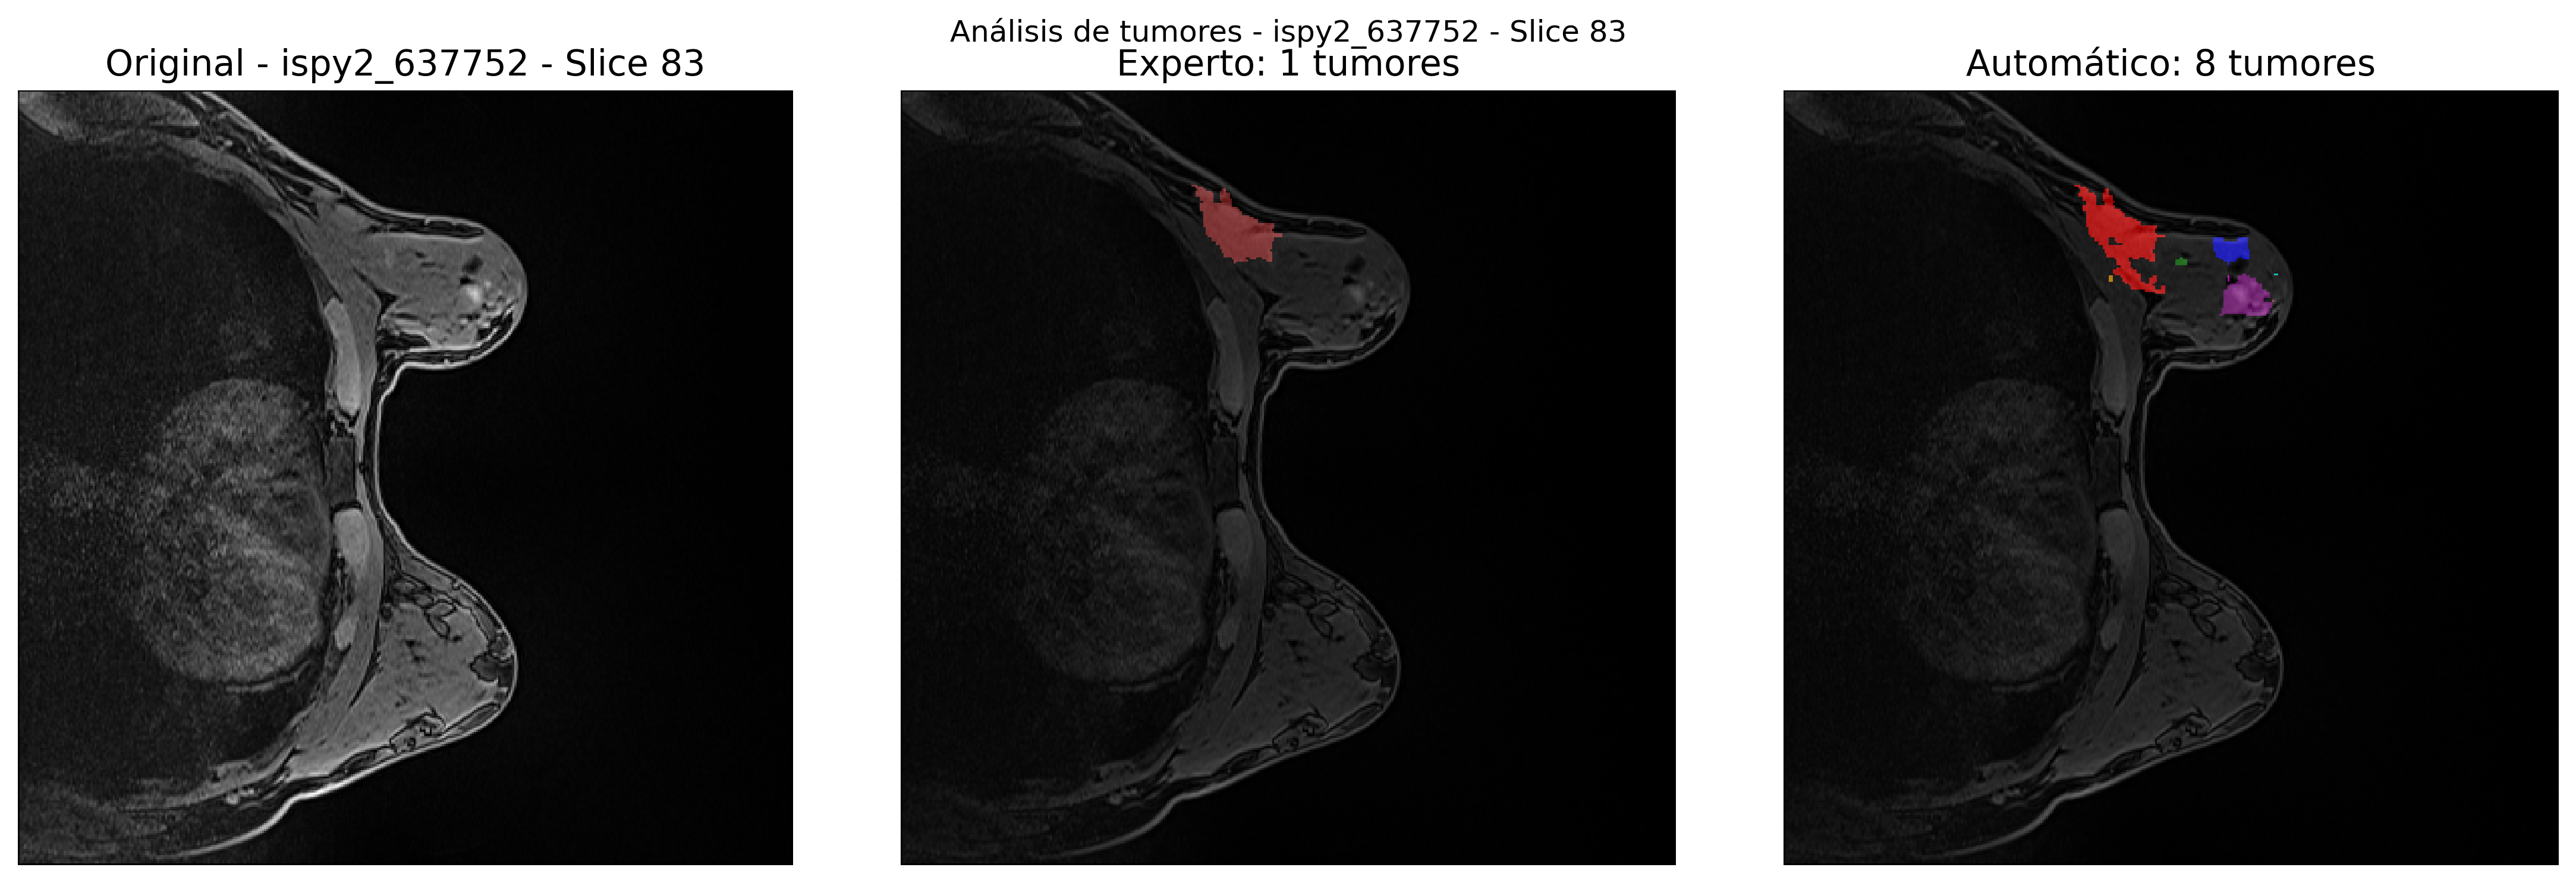 Análisis de tumores - ispy2_637752 - Slice 83
Original - ispy2_637752 - Slice 83
Experto: 1 tumores
Automático: 8 tumores